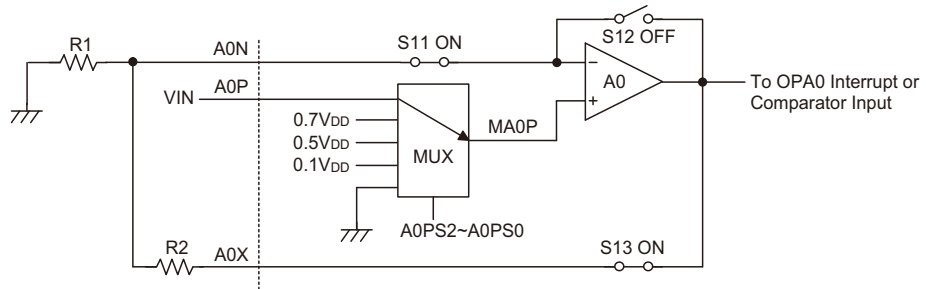 S12 OFF
R1
A0N
S11 ON
−
A0
+
To OPA0 Interrupt or
Comparator Input
VIN
A0P
0.7VDD
0.5VDD
0.1VDD
MUX
MA0P
A0PS2~A0PS0
R2
A0X
S13 ON